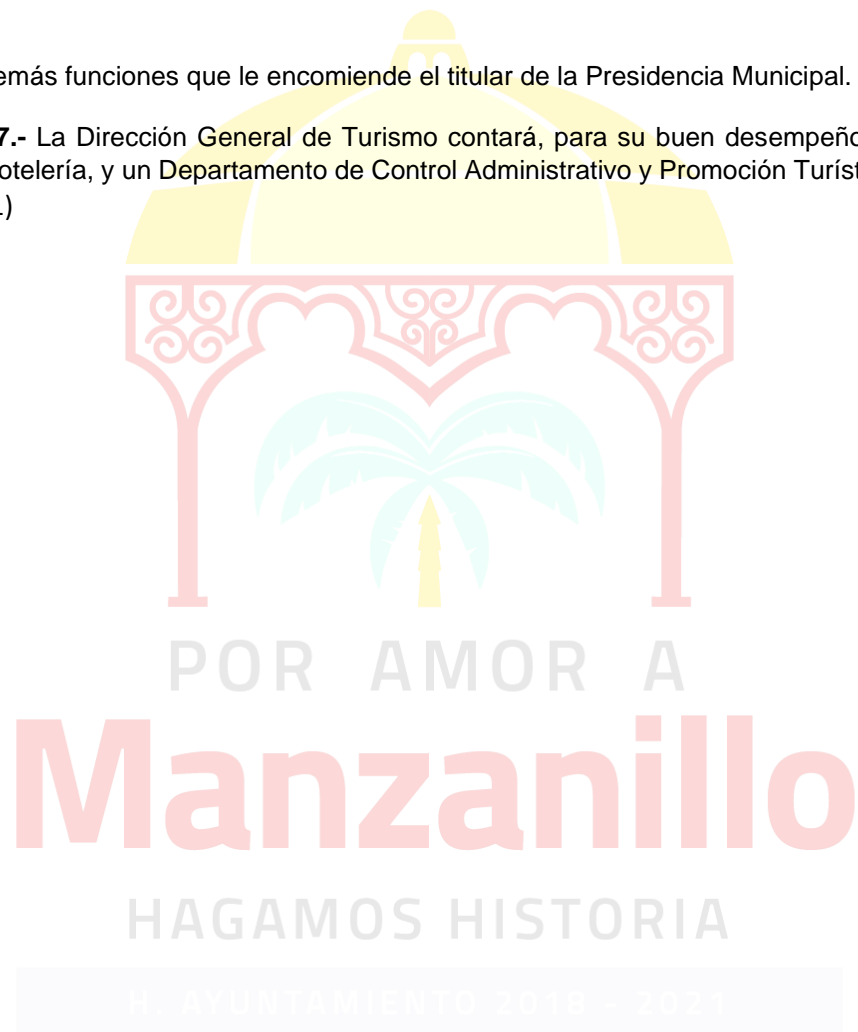 emás funciones que le encomiende el titular de la Presidencia Municipal.
7.- La Dirección General de Turismo contará, para su buen desempeño
otelería, y un Departamento de Control Administrativo y Promoción Turíst
)
POR AMOR A
Manzanillo
HAGAMOS HISTORIA
H. AYUNTAMIENTO 2018 - 2021